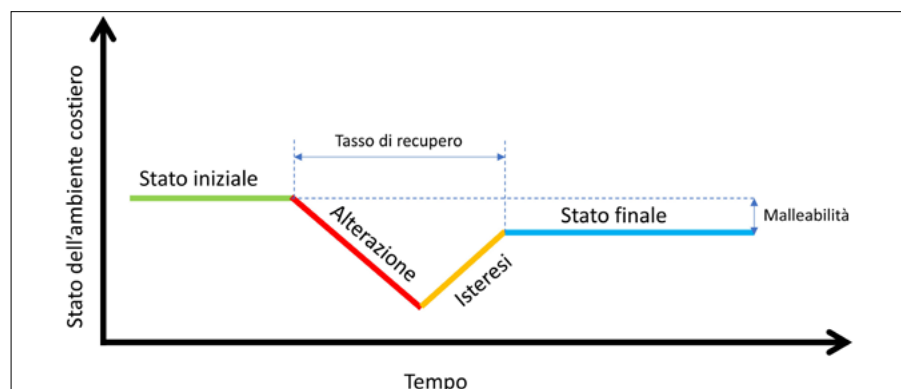 Stato dell'ambiente costiero
Tasso di recupero
Stato iniziale
Alterazione
Isteresi
Stato finale
Malleabilità
Tempo